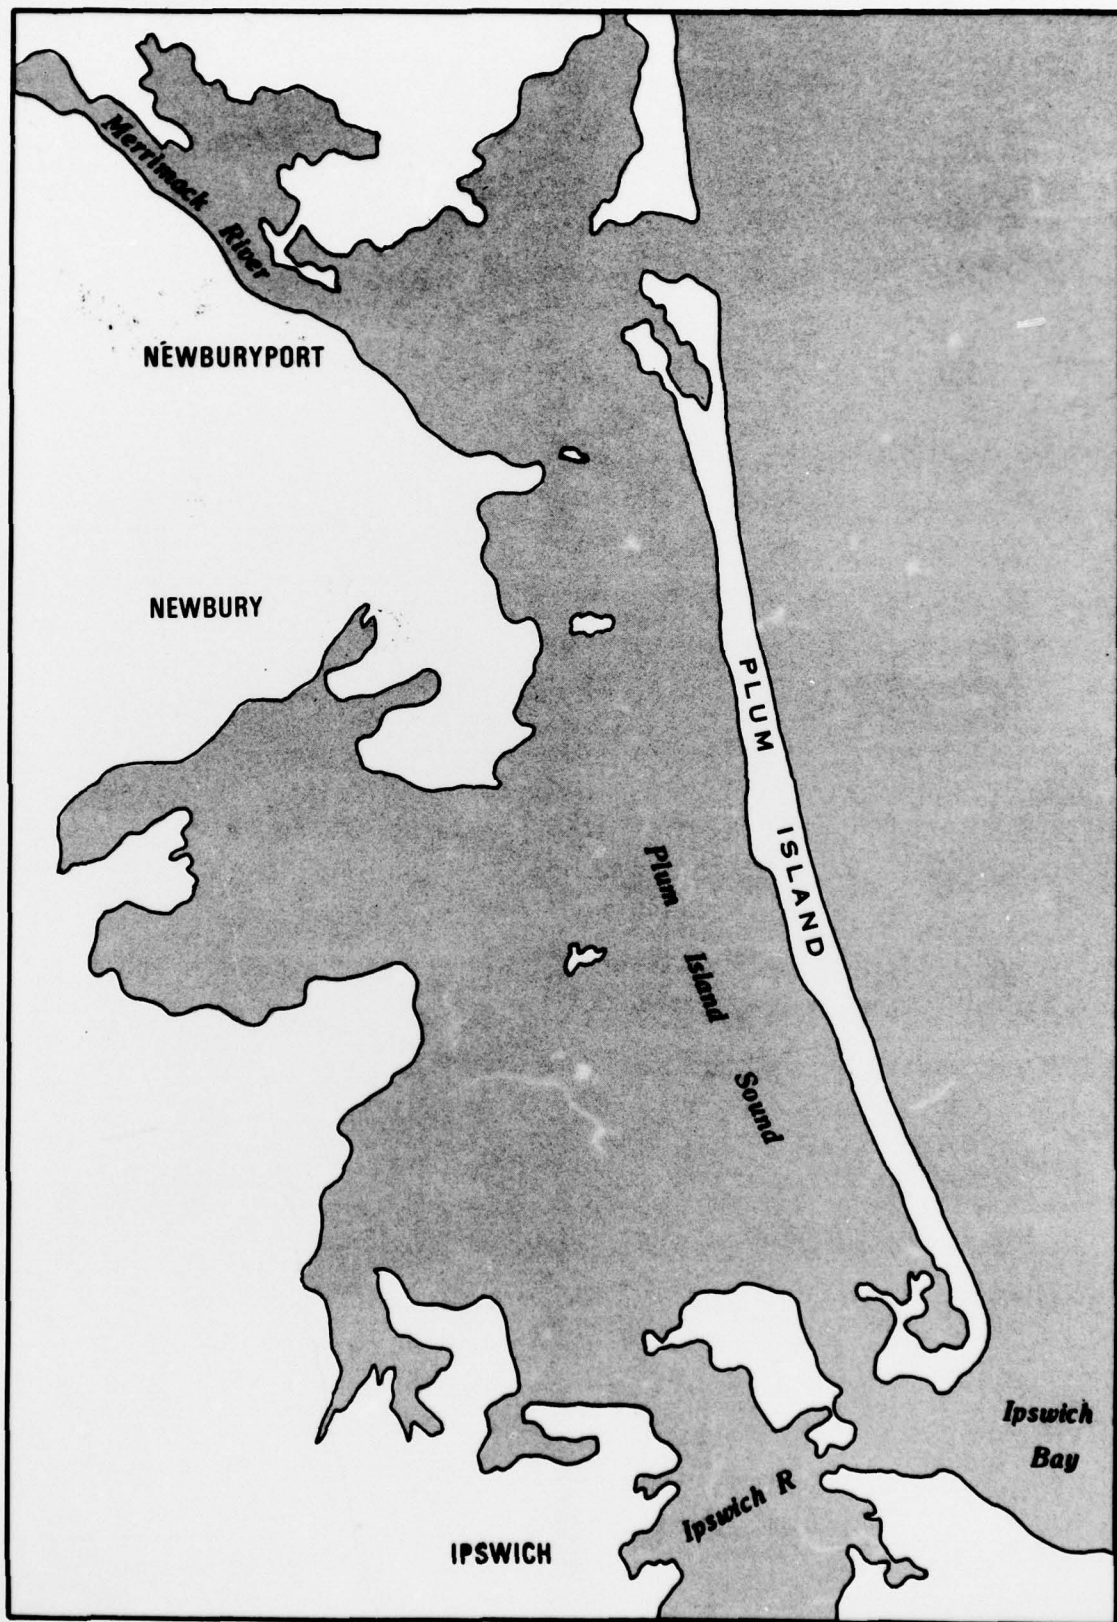 Merrimack River
NEWBURYPORT
NEWBURY
PLUM ISLAND
Plum Island Sound
Ipswich
Bay
Ipswich R
IPSWICH